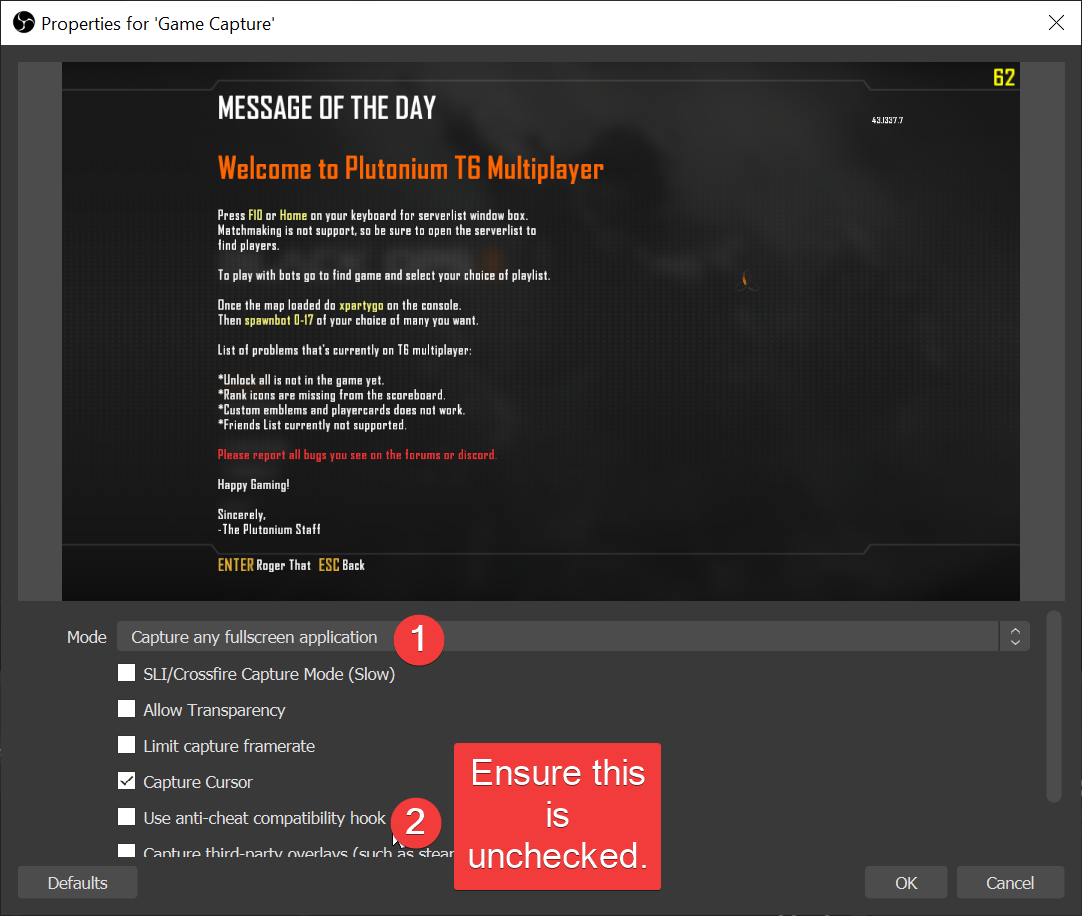 Properties for 'Game Capture'
62
MESSAGE OF THE DAY
43.1337.7
Welcome to Plutonium T6 Multiplayer
Press F10 or Home on your keyboard for serverlist window box.
Matchmaking is not support, so be sure to open the serverlist to
find players.
To play with bots go to find game and select your choice of playlist.
Once the map loaded do xpartygo on the console.
Then spawnbot 0-17 of your choice of many you want.
List of problems that's currently on T6 multiplayer:
*Unlock all is not in the game yet.
*Rank icons are missing from the scoreboard.
*Custom emblems and playercards does not work.
*Friends List currently not supported.
Please report all bugs you see on the forums or discord.
Happy Gaming!
Sincerely,
-The Plutonium Staff
ENTER Roger That ESC Back
Mode Capture any fullscreen application 1
SLI/Crossfire Capture Mode (Slow)
Allow Transparency
Limit capture framerate
Capture Cursor
Use anti-cheat compatibility hook 2
Ensure this
is
unchecked.
Capture third-party overlays (such as stear
Defaults OK Cancel